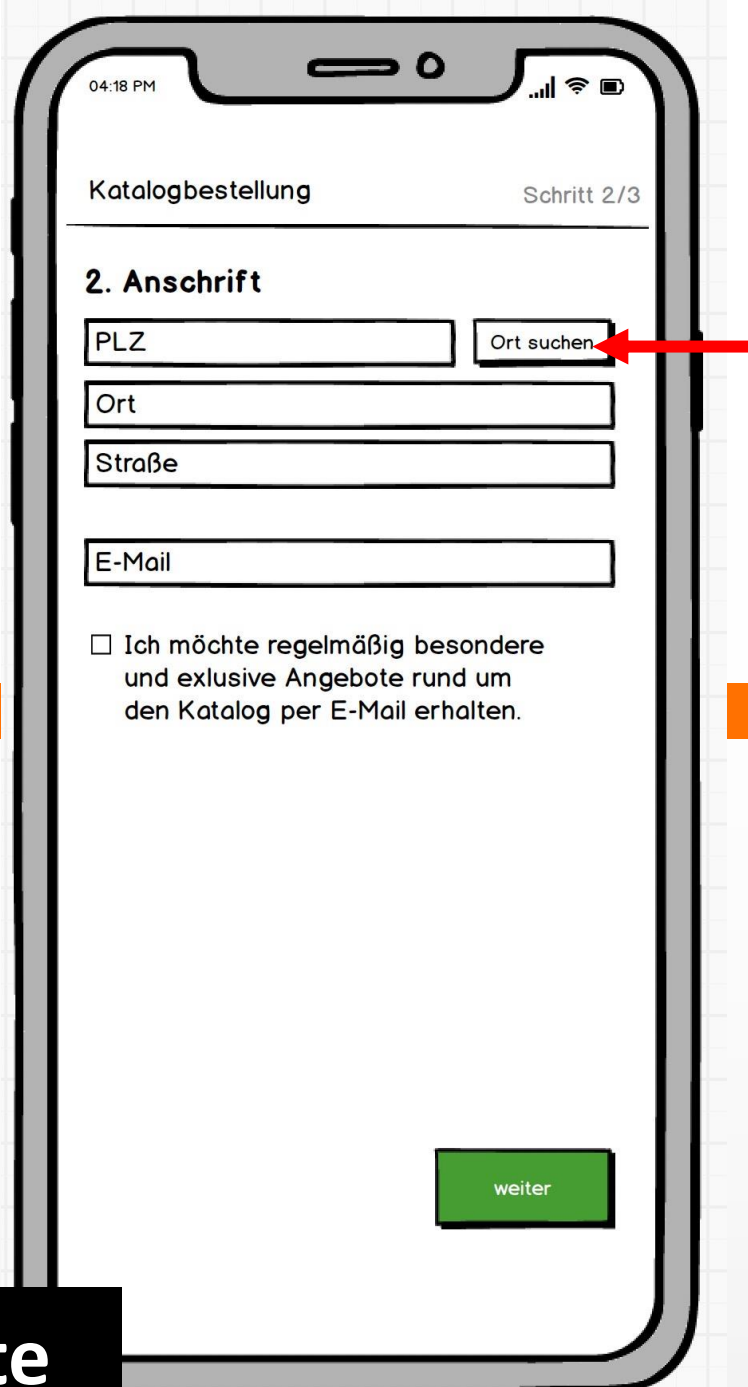 04:18 PM
Katalogbestellung
Schritt 2/3
2. Anschrift
PLZ
Ort suchen
Ort
Straße
E-Mail
Ich möchte regelmäßig besondere
und exlusive Angebote rund um
den Katalog per E-Mail erhalten.
weiter